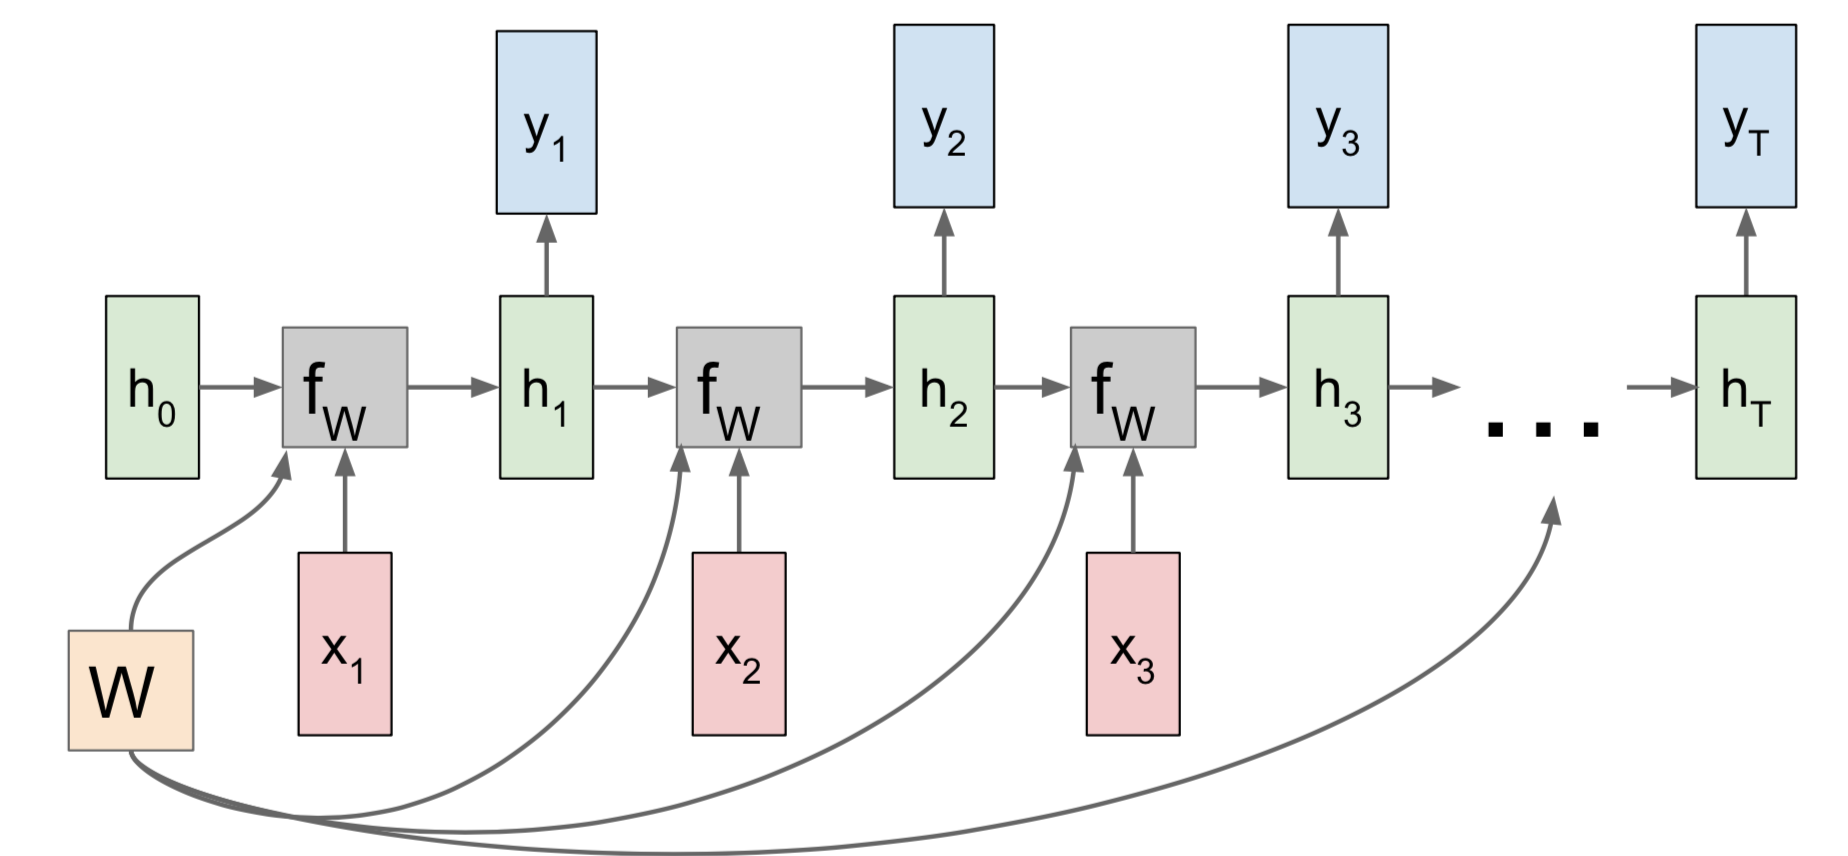 y1 y2 y3 yT
h0 fW h1 fW h2 fW h3 ... hT
x1 x2 x3
W